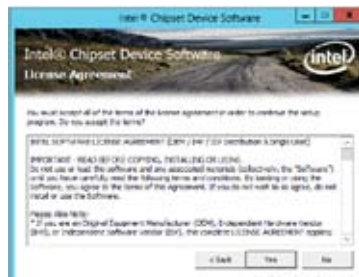 Intel® Chipset Device Software
Intel® Chipset Device Software
License Agreement
intel
You must accept all of the terms of the license agreement in order to continue the setup
program. Do you accept the terms?
INTEL SOFTWARE LICENSE AGREEMENT (OEM / IHV / ISV Distribution & Single User)
IMPORTANT - READ BEFORE COPYING, INSTALLING OR USING.
Do not use or load this software and any associated materials (collectively, the "Software")
until you have carefully read the following terms and conditions. By loading or using the
Software, you agree to the terms of this Agreement. If you do not wish to so agree, do not
install or use the Software.
Please Also Note:
* If you are an Original Equipment Manufacturer (OEM), Independent Hardware Vendor
(IHV), or Independent Software Vendor (ISV), this complete LICENSE AGREEMENT applies;
< Back Yes No